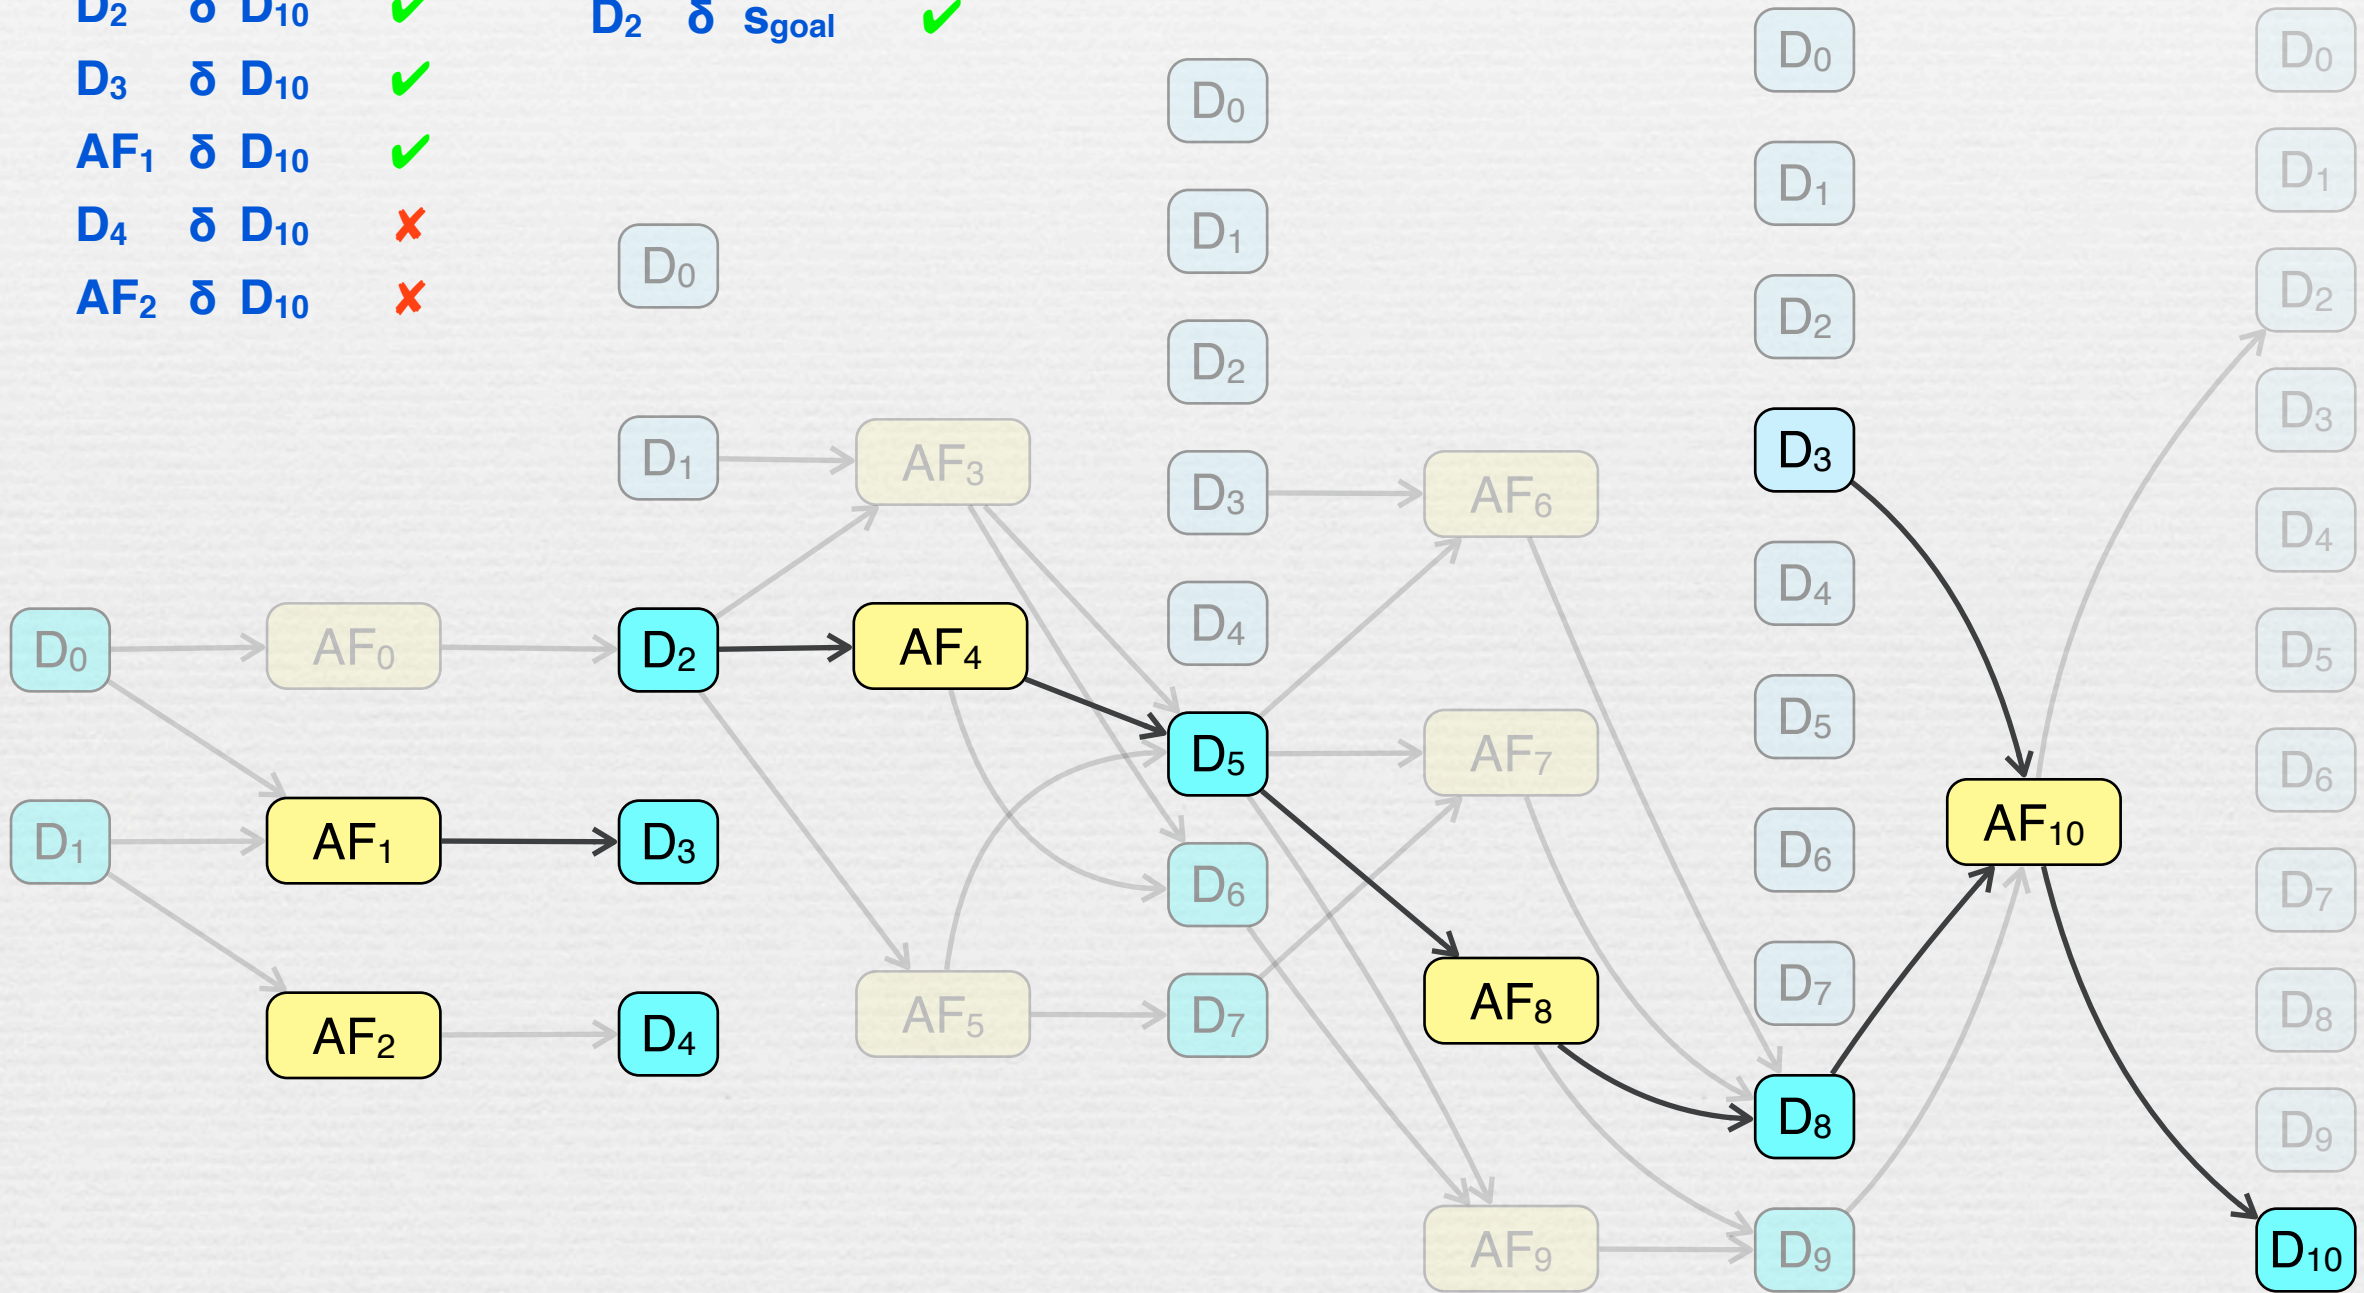 D₂ δ D₁₀ ✔
D₂ δ s_goal ✔
D₃ δ D₁₀ ✔
AF₁ δ D₁₀ ✔
D₄ δ D₁₀ ✘
AF₂ δ D₁₀ ✘
D₀
D₁
AF₀
AF₁
AF₂
D₀
D₁
D₂
D₃
D₄
AF₃
AF₄
AF₅
D₀
D₁
D₂
D₃
D₄
D₅
D₆
D₇
AF₆
AF₇
AF₈
AF₉
D₀
D₁
D₂
D₃
D₄
D₅
D₆
D₇
D₈
D₉
AF₁₀
D₀
D₁
D₂
D₃
D₄
D₅
D₆
D₇
D₈
D₉
D₁₀